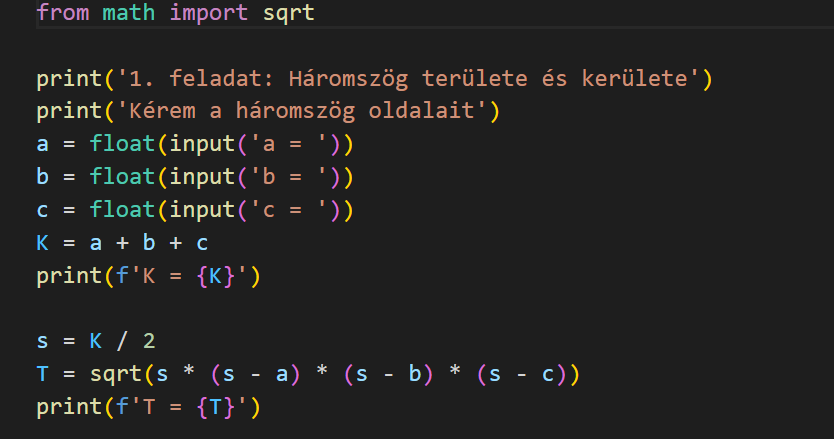 from math import sqrt
print('1. feladat: Háromszög területe és kerülete')
print('Kérem a háromszög oldalait')
a = float(input('a = '))
b = float(input('b = '))
c = float(input('c = '))
K = a + b + c
print(f'K = {K}')
s = K / 2
T = sqrt(s * (s - a) * (s - b) * (s - c))
print(f'T = {T}')